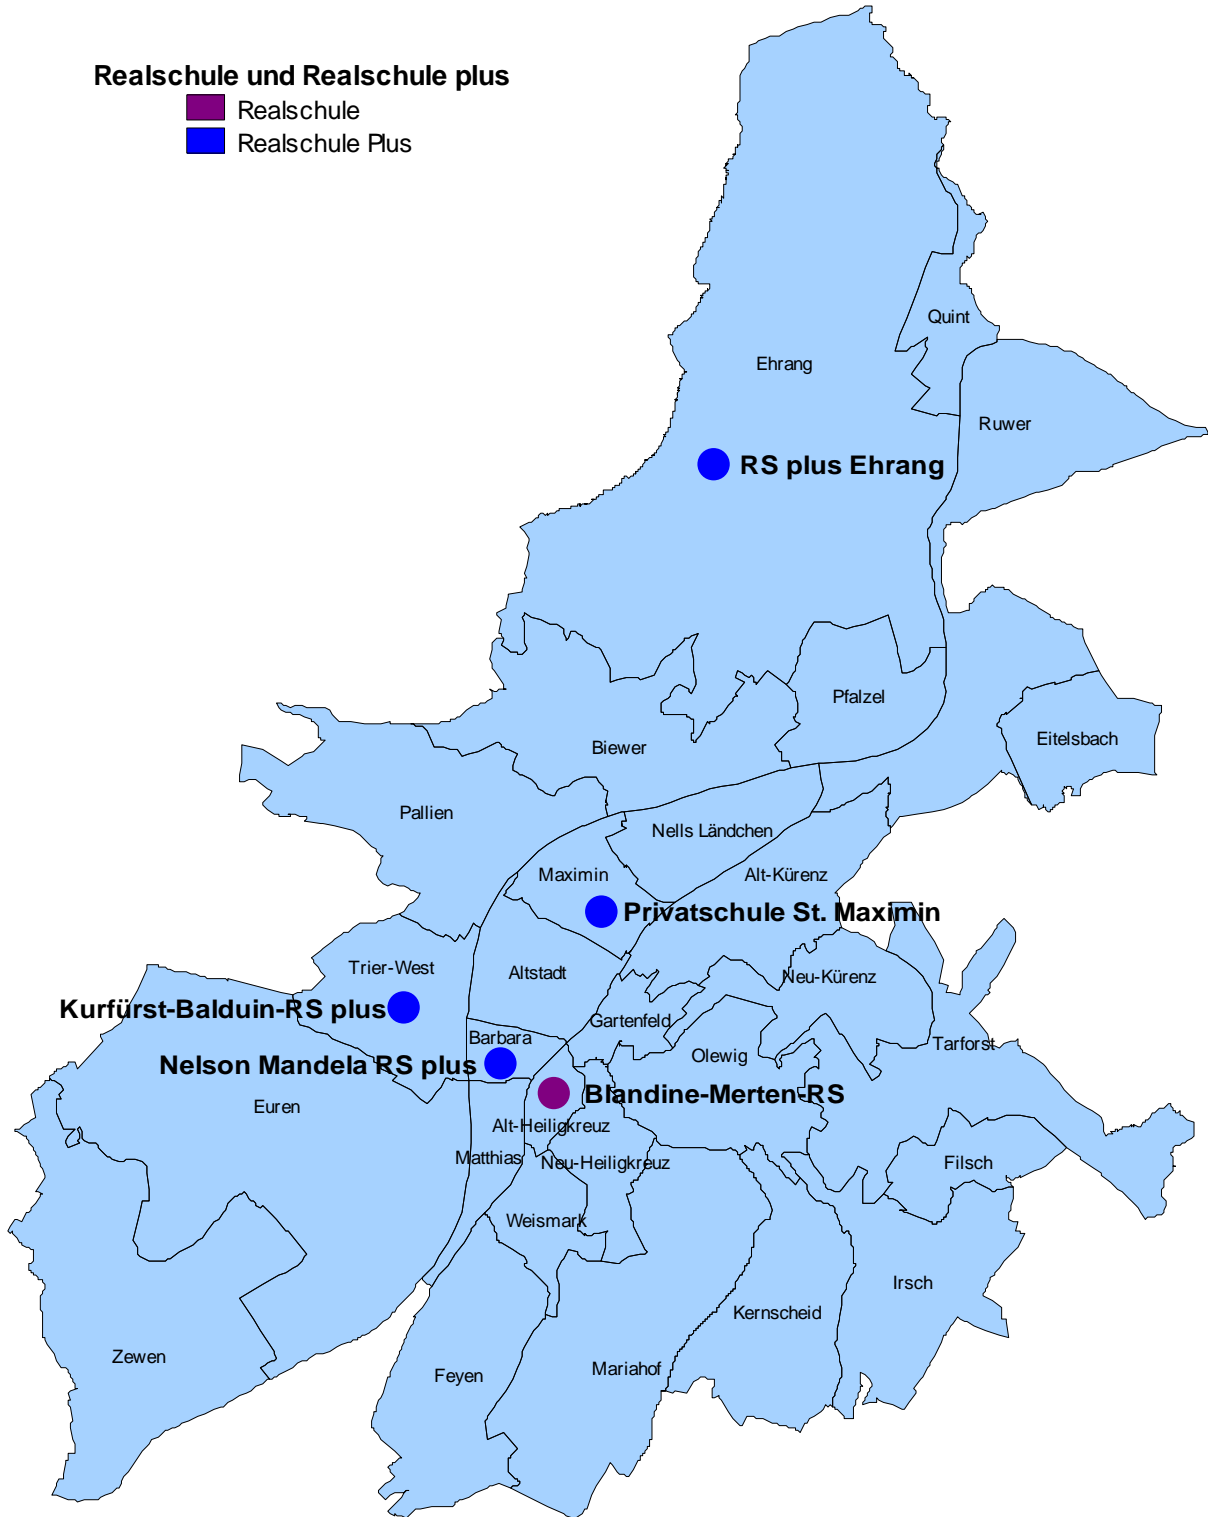 Realschule und Realschule plus
Realschule
Realschule Plus
Quint
Ehrang
Ruwer
RS plus Ehrang
Pfalzel
Eitelsbach
Biewer
Pallien
Nells Ländchen
Maximin
Alt-Kürenz
Privatschule St. Maximin
Trier-West
Altstadt
Neu-Kürenz
Kurfürst-Balduin-RS plus
Gartenfeld
Barbara
Tarforst
Olewig
Nelson Mandela RS plus
Blandine-Merten-RS
Euren
Alt-Heiligkreuz
Matthias
Neu-Heiligkreuz
Filsch
Weismark
Irsch
Kernscheid
Zewen
Mariahof
Feyen